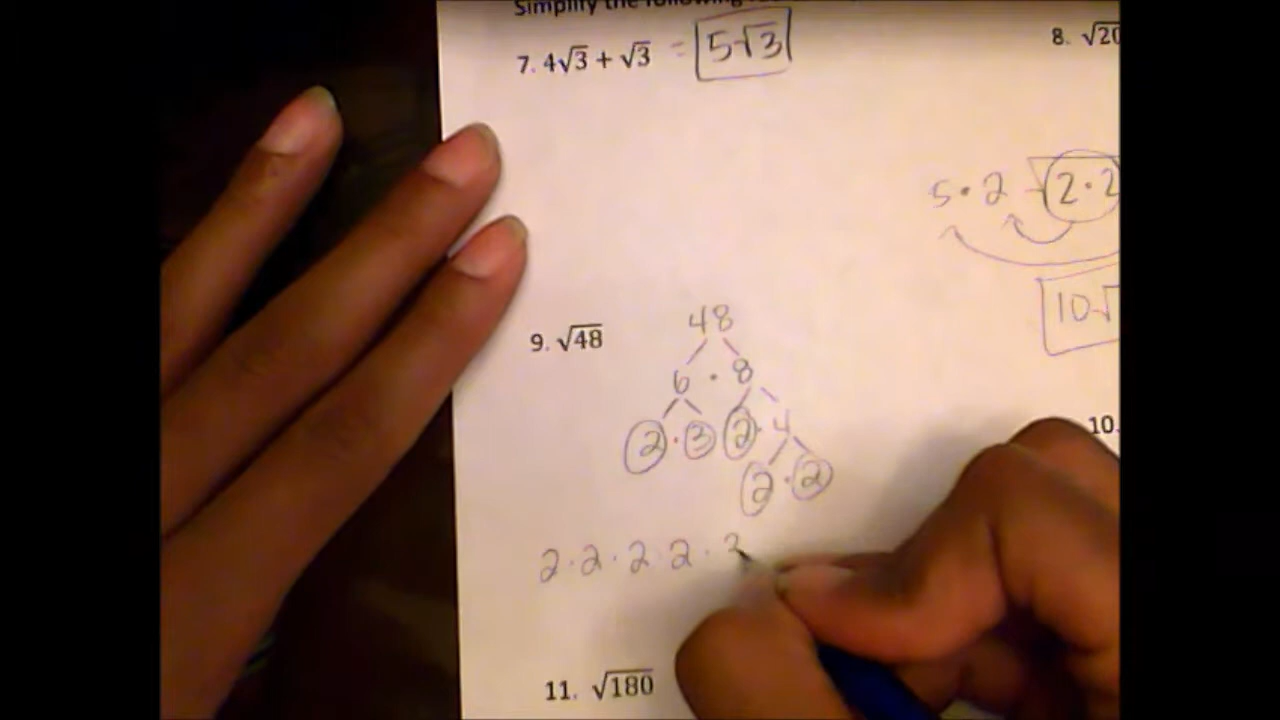 Simplify the following
7. 4√3 + √3 = 5√3
8. √20
5 · 2 √2 · 2
10√
9. √48
48
6 · 8
2 · 3 2 · 4
2 · 2
10.
2 · 2 · 2 2 · 3
11. √180